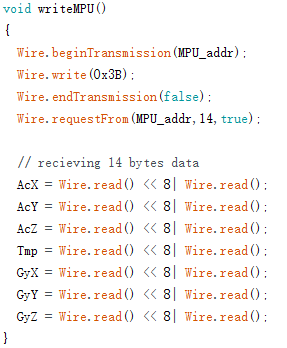 void writeMPU()
{
Wire.beginTransmission(MPU_addr);
Wire.write(0x3B);
Wire.endTransmission(false);
Wire.requestFrom(MPU_addr,14,true);
// recieving 14 bytes data
AcX = Wire.read() << 8| Wire.read();
AcY = Wire.read() << 8| Wire.read();
AcZ = Wire.read() << 8| Wire.read();
Tmp = Wire.read() << 8| Wire.read();
GyX = Wire.read() << 8| Wire.read();
GyY = Wire.read() << 8| Wire.read();
GyZ = Wire.read() << 8| Wire.read();
}